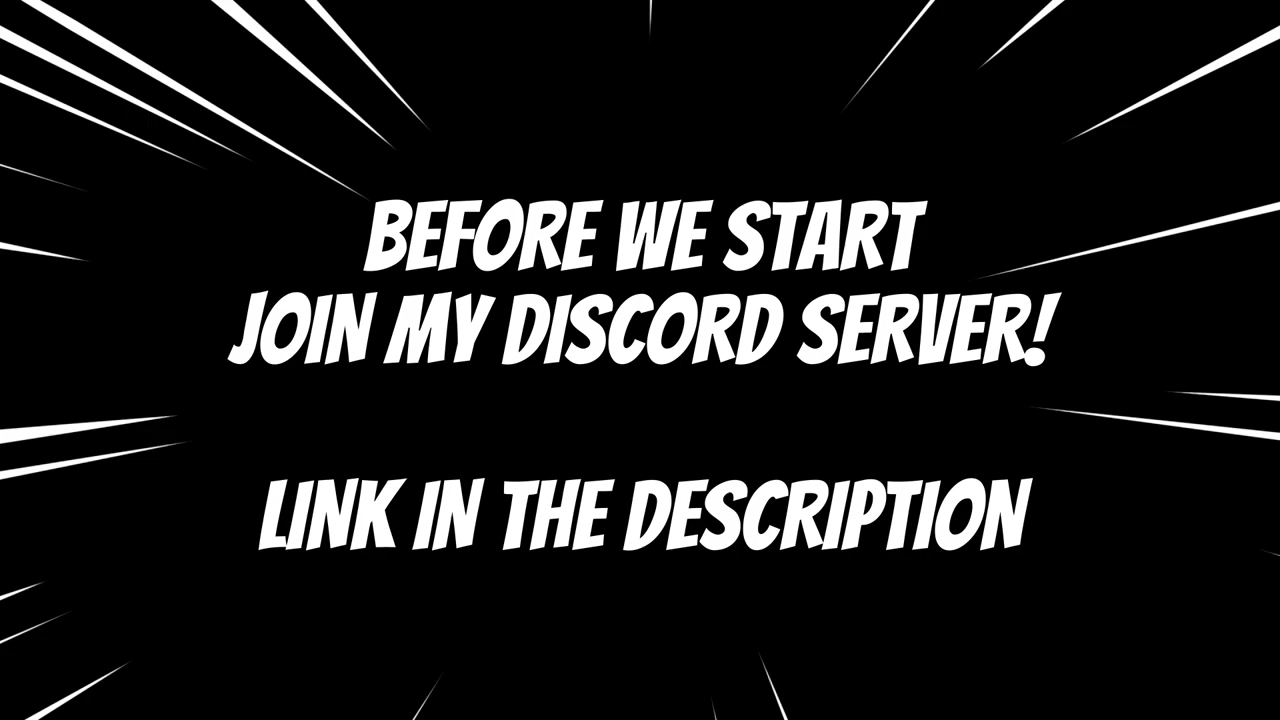 BEFORE WE START
JOIN MY DISCORD SERVER!
LINK IN THE DESCRIPTION